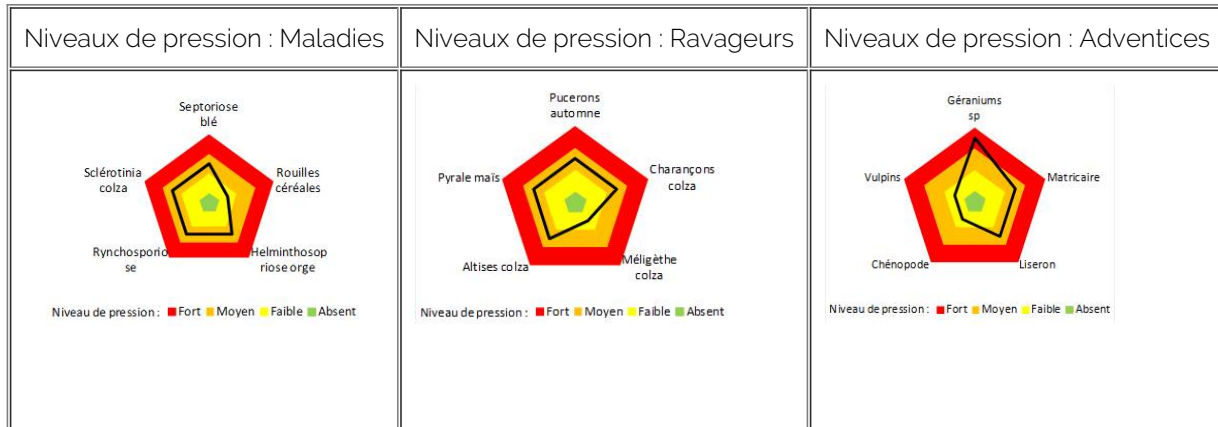 Niveaux de pression : Maladies
Niveaux de pression : Ravageurs
Niveaux de pression : Adventices
Septoriose
blé
Rouilles
céréales
Helminthosop
riose orge
Rynchosporio
se
Sclérotinia
colza
Niveau de pression : Fort Moyen Faible Absent
Pucerons
automne
Charançons
colza
Méligèthe
colza
Altises colza
Pyrale maïs
Niveau de pression : Fort Moyen Faible Absent
Géraniums
sp
Matricaire
Liseron
Chénopode
Vulpins
Niveau de pression : Fort Moyen Faible Absent